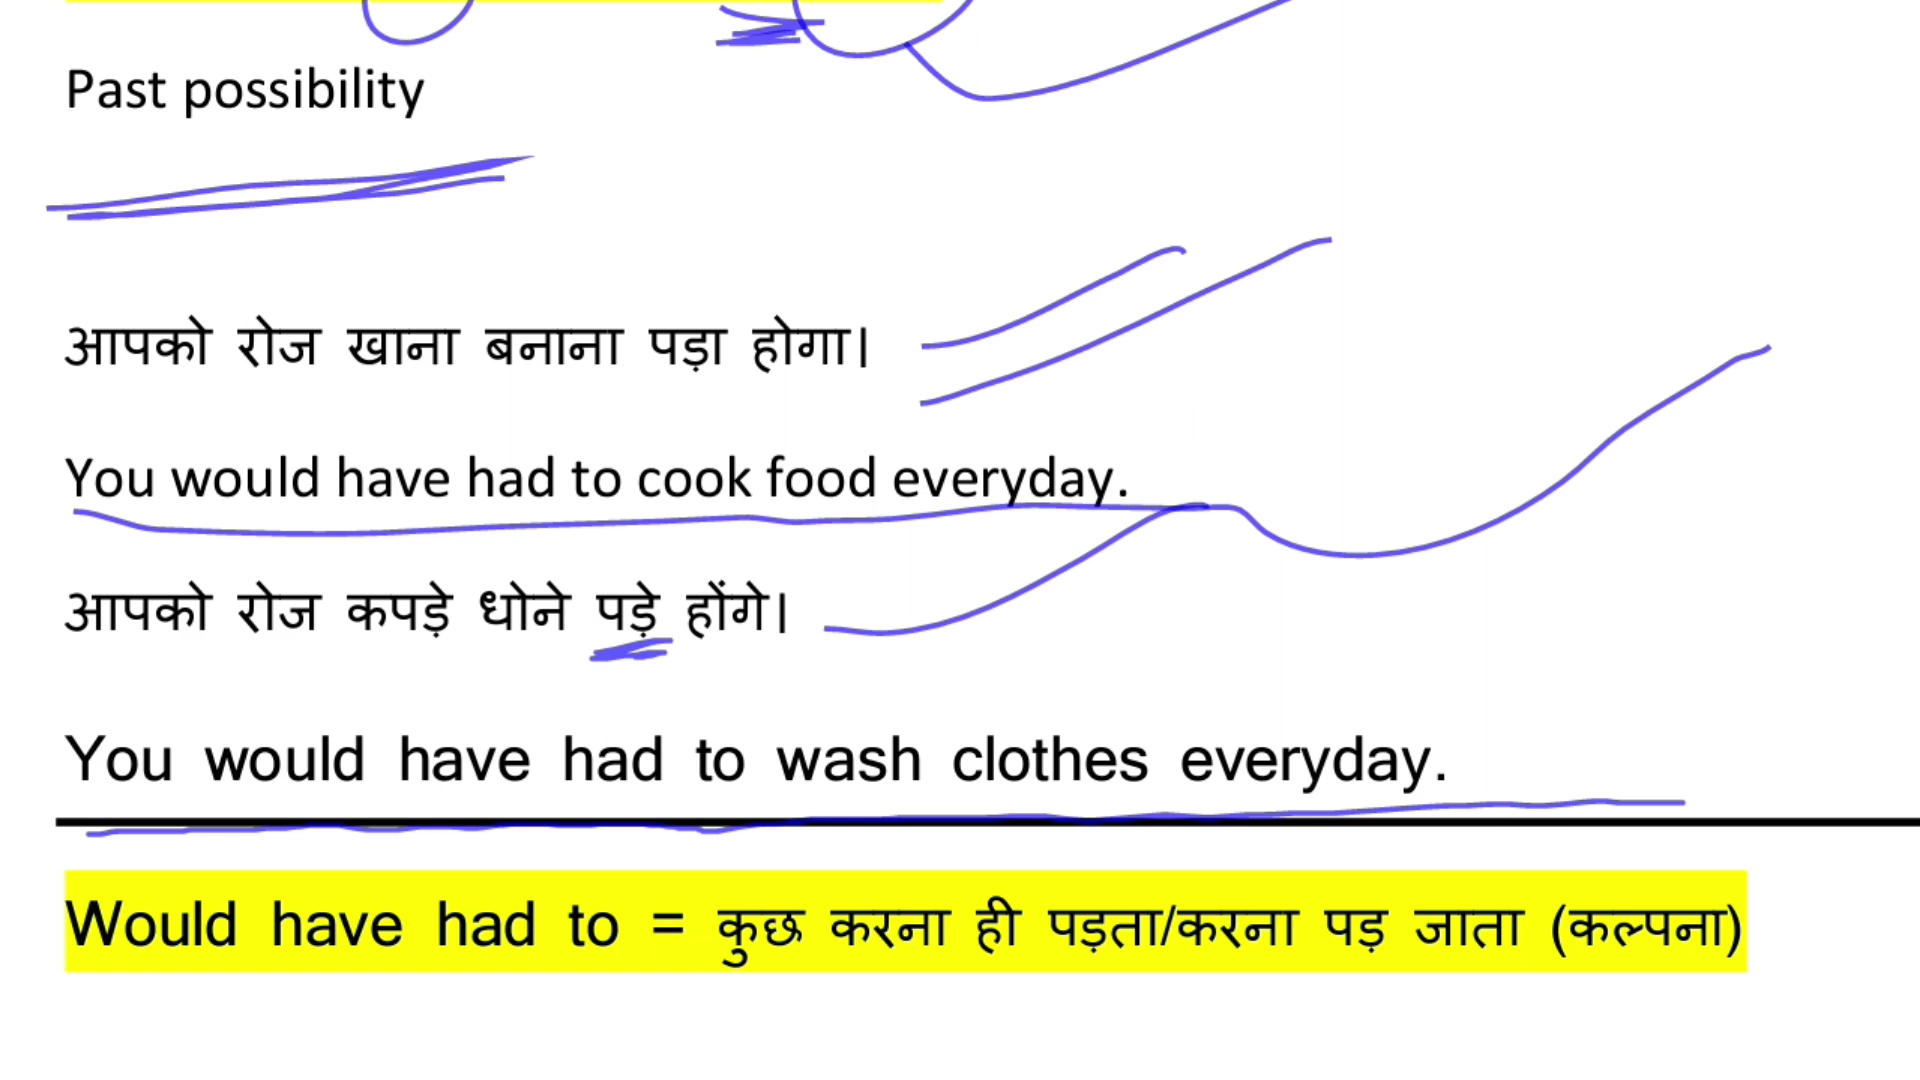 Past possibility
आपको रोज खाना बनाना पड़ा होगा।
You would have had to cook food everyday.
आपको रोज कपड़े धोने पड़े होंगे।
You would have had to wash clothes everyday.
Would have had to = कुछ करना ही पड़ता/करना पड़ जाता (कल्पना)